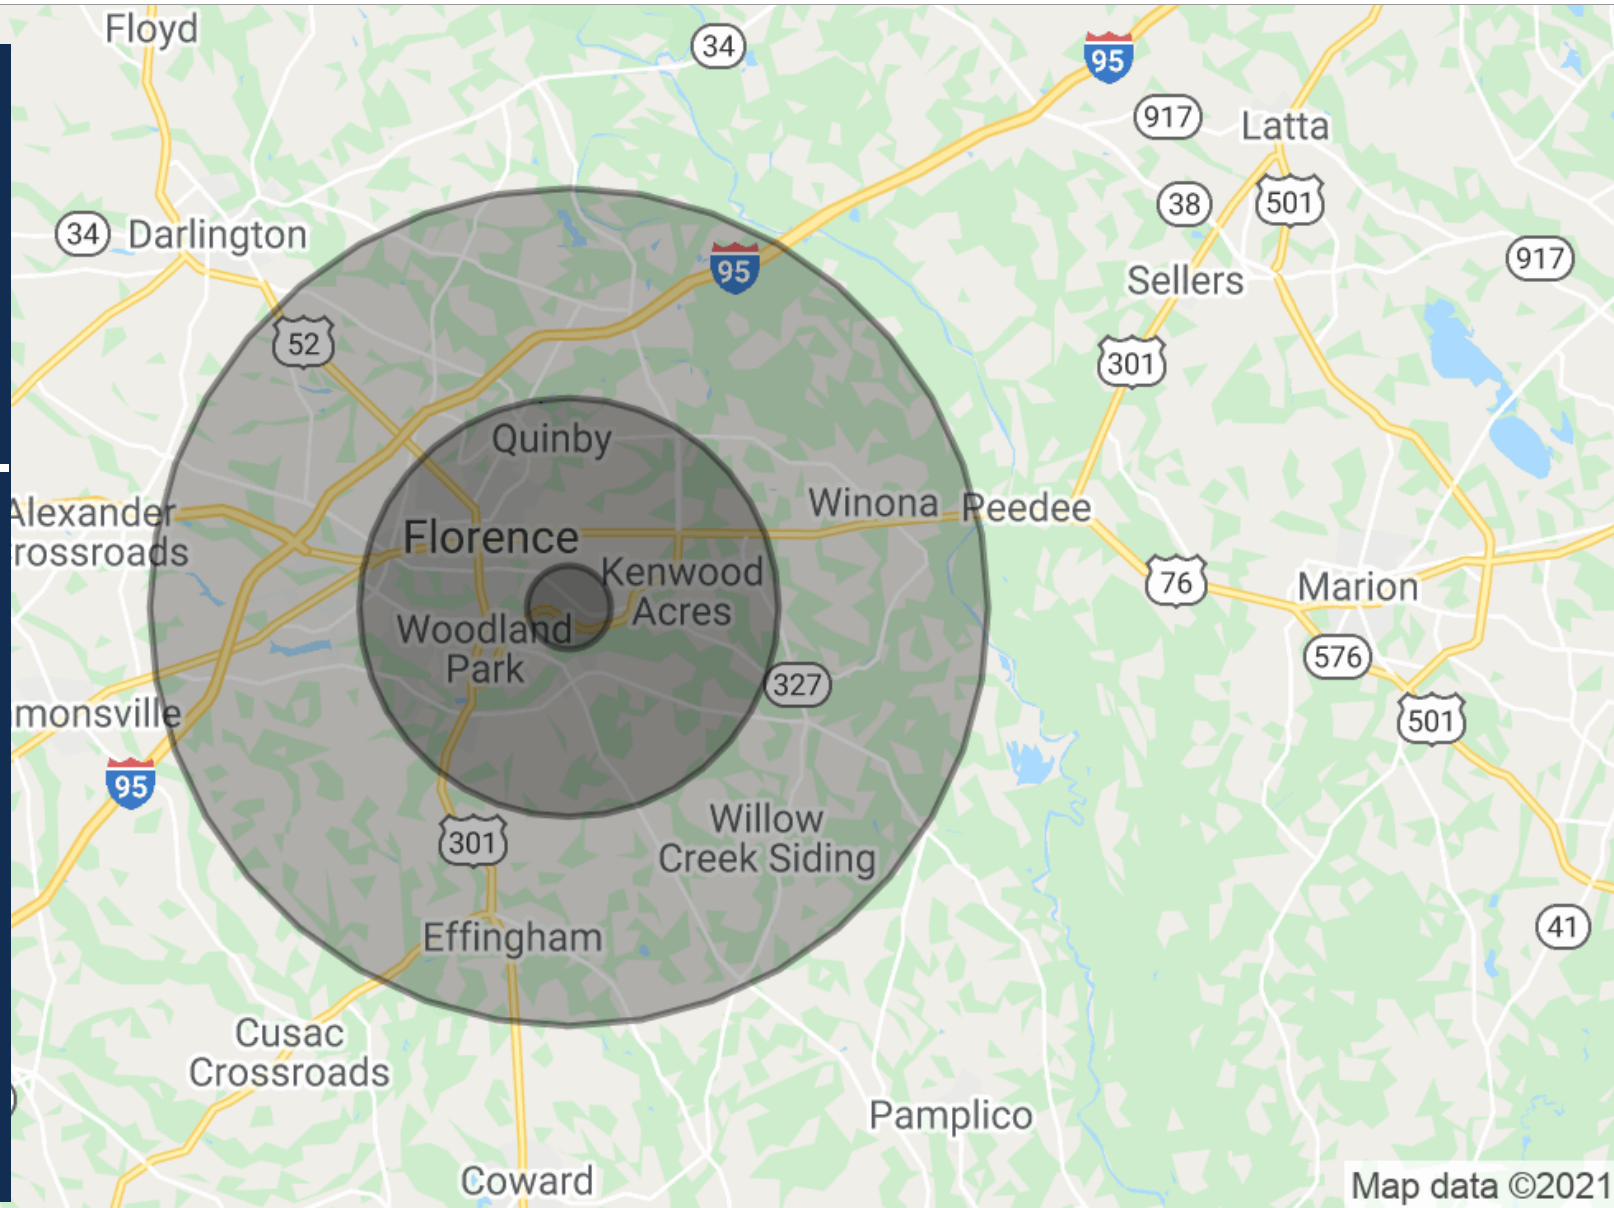 Floyd
34
95
917
Latta
38
501
34
Darlington
95
917
Sellers
52
301
Quinby
Alexander
rossroads
Winona
Peedee
Florence
Kenwood
Acres
76
Marion
Woodland
Park
576
327
monsville
501
95
Willow
Creek Siding
301
41
Effingham
Cusac
Crossroads
Pamplico
Coward
Map data ©2021